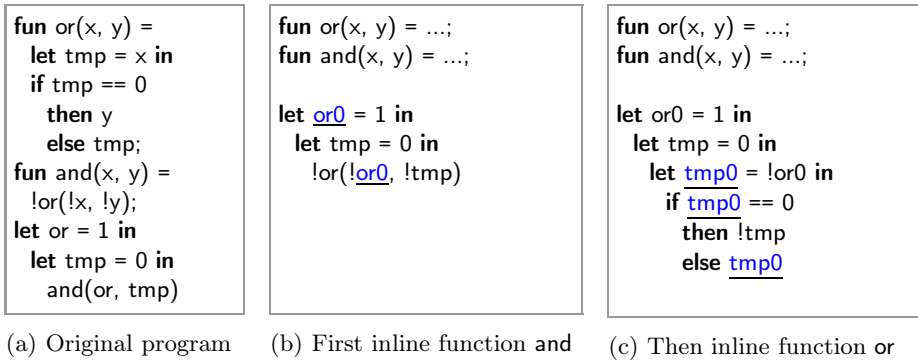 fun or(x, y) =
let tmp = x in
if tmp == 0
then y
else tmp;
fun and(x, y) =
!or(!x, !y);
let or = 1 in
let tmp = 0 in
and(or, tmp)
(a) Original program
fun or(x, y) = ...;
fun and(x, y) = ...;
let or0 = 1 in
let tmp = 0 in
!or(!or0, !tmp)
(b) First inline function and
fun or(x, y) = ...;
fun and(x, y) = ...;
let or0 = 1 in
let tmp = 0 in
let tmp0 = !or0 in
if tmp0 == 0
then !tmp
else tmp0
(c) Then inline function or